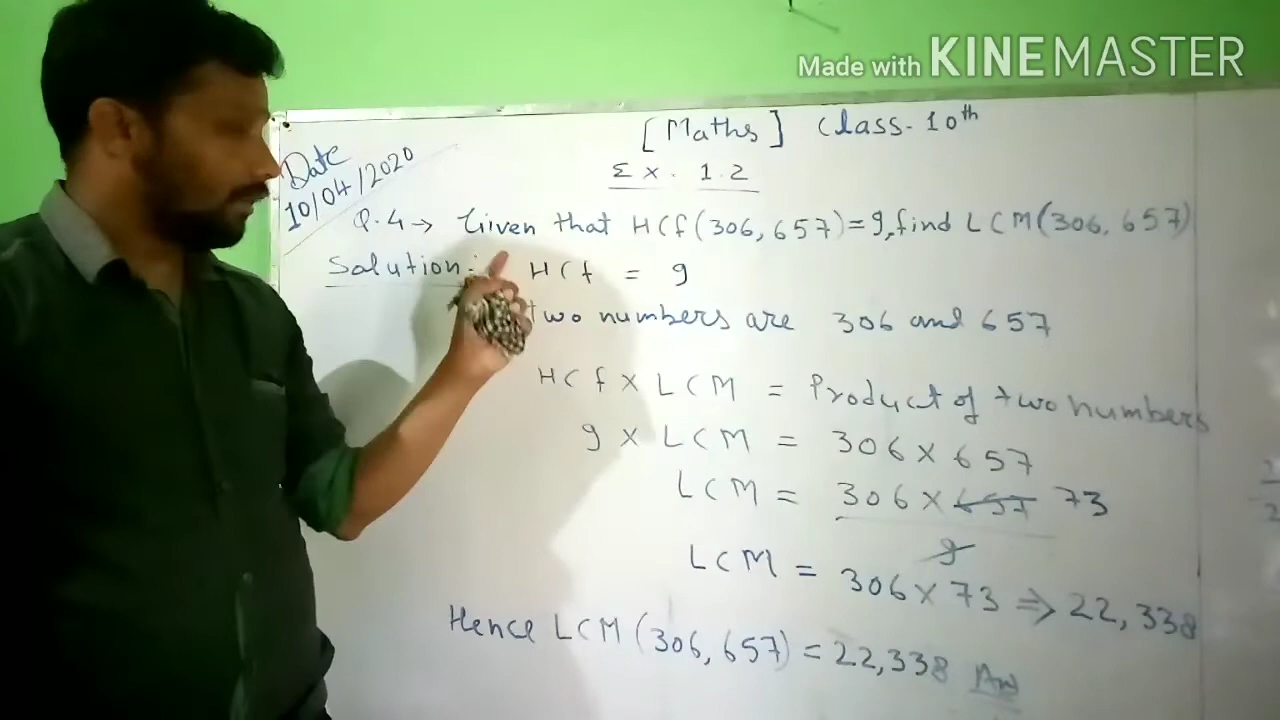 Made with KINEMASTER
[Maths] Class-10th
Date
10/04/2020
Ex. 1.2
Q.4→ Given that HCf(306,657)=9,find LCM(306,657)
Solution:- HCf = 9
two numbers are 306 and 657
HCf X LCM = Product of two numbers
9 X LCM = 306 X 657
LCM = 306 X 657 73
9
LCM = 306 X 73 ⇒ 22,338
Hence LCM(306,657) = 22,338 Ans